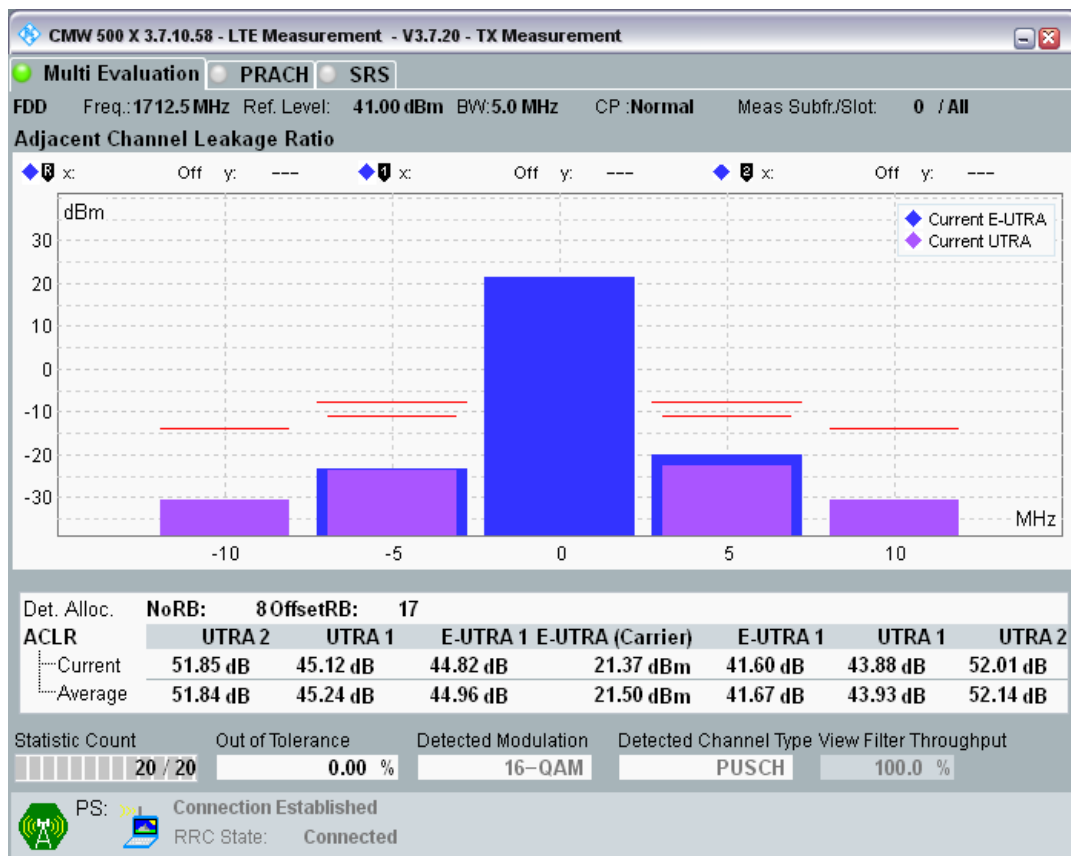 CMW 500 X 3.7.10.58 - LTE Measurement - V3.7.20 - TX Measurement
Multi Evaluation PRACH SRS
FDD Freq.:1712.5 MHz Ref. Level: 41.00 dBm BW:5.0 MHz CP :Normal Meas Subfr./Slot: 0 / All
Adjacent Channel Leakage Ratio
R x: Off y: --- 1 x: Off y: --- 2 x: Off y: ---
dBm
Current E-UTRA
Current UTRA
30
20
10
0
-10
-20
-30
MHz
-10 -5 0 5 10
Det. Alloc. NoRB: 8 OffsetRB: 17
ACLR UTRA 2 UTRA 1 E-UTRA 1 E-UTRA (Carrier) E-UTRA 1 UTRA 1 UTRA 2
Current 51.85 dB 45.12 dB 44.82 dB 21.37 dBm 41.60 dB 43.88 dB 52.01 dB
Average 51.84 dB 45.24 dB 44.96 dB 21.50 dBm 41.67 dB 43.93 dB 52.14 dB
Statistic Count Out of Tolerance Detected Modulation Detected Channel Type View Filter Throughput
20 / 20 0.00 % 16-QAM PUSCH 100.0 %
PS: Connection Established
RRC State: Connected